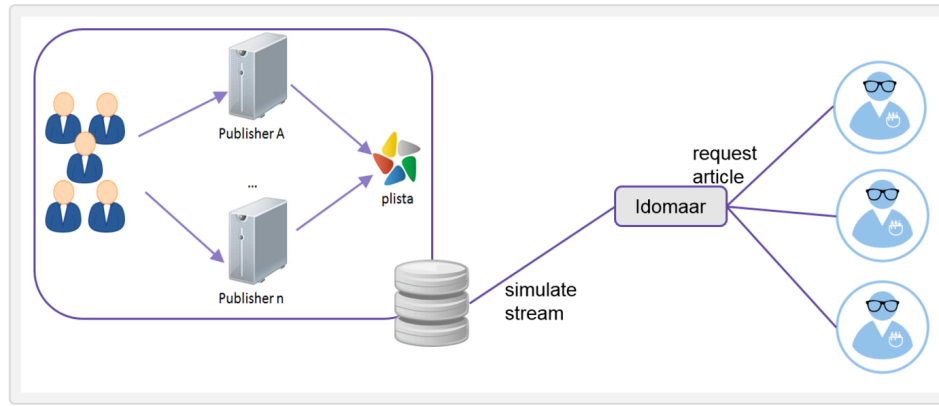 Publisher A
...
plista
Publisher n
simulate
stream
Idomaar
request
article